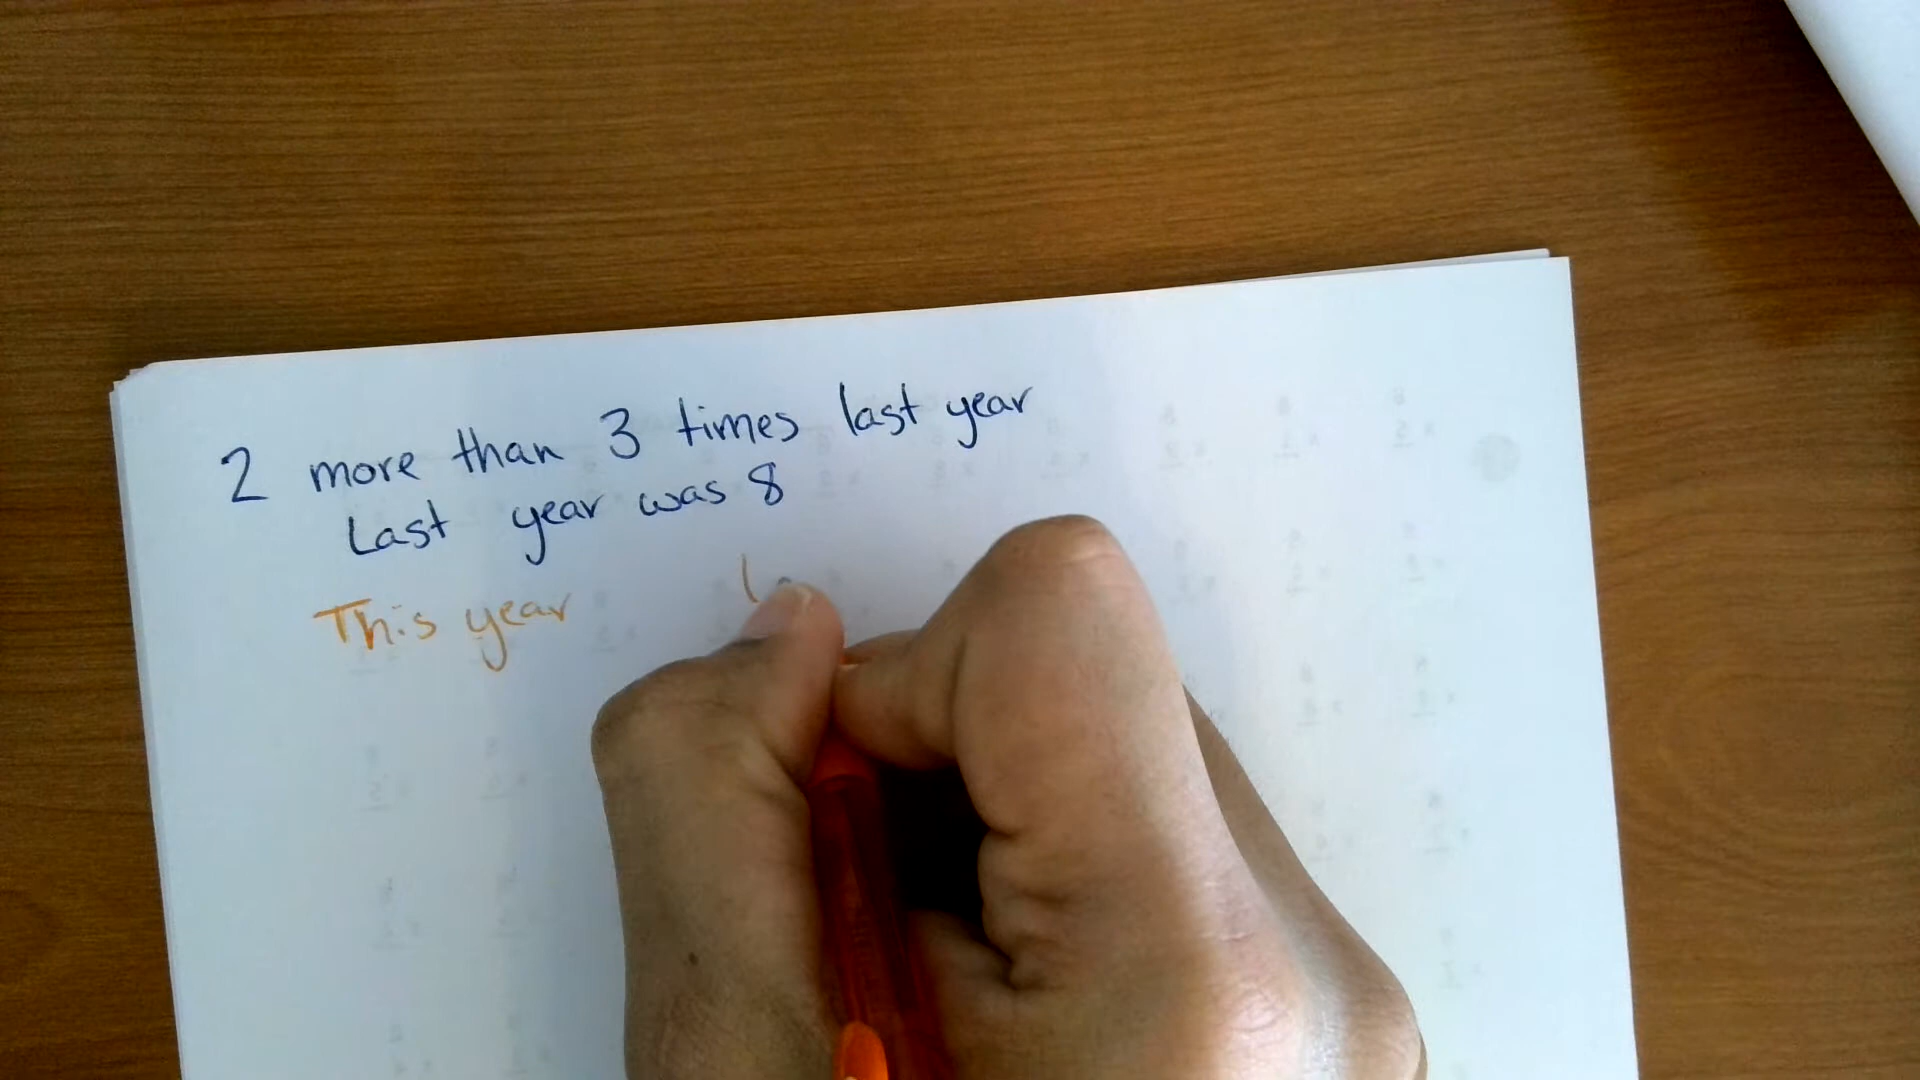 2 more than 3 times last year
Last year was 8
This year